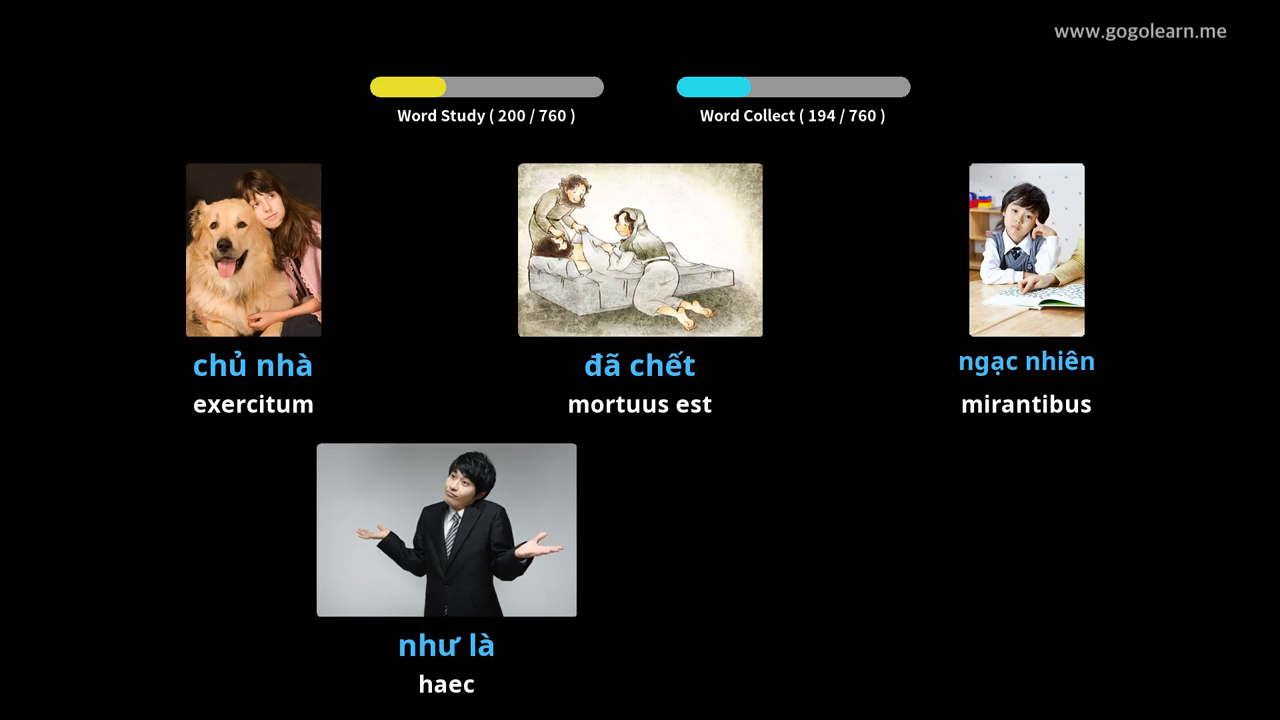 www.gogolearn.me
Word Study ( 200 / 760 )
Word Collect ( 194 / 760 )
chủ nhà
exercitum
đã chết
mortuus est
ngạc nhiên
mirantibus
như là
haec